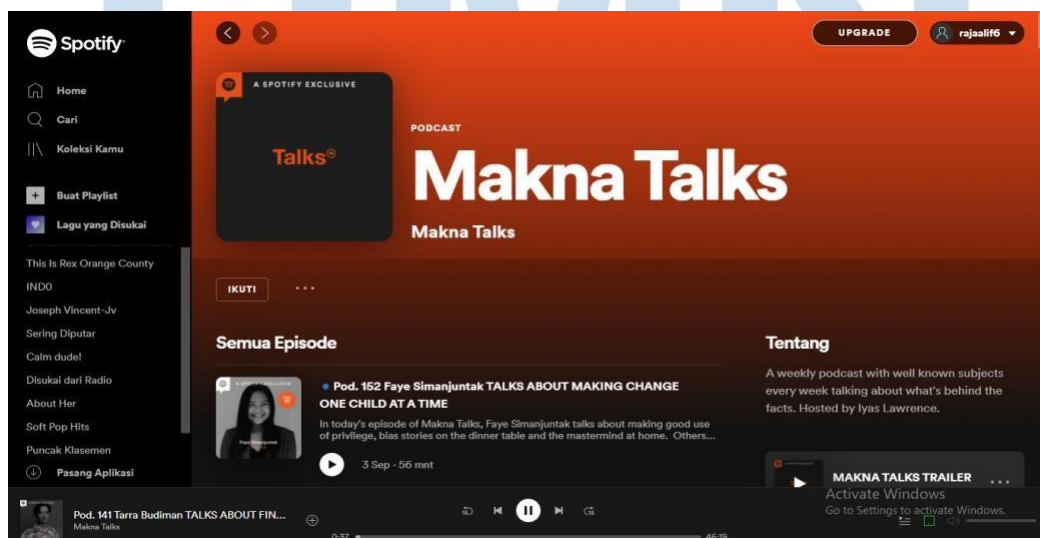 Spotify
Home
Cari
Koleksi Kamu
Buat Playlist
Lagu yang Disukai
This Is Rex Orange County
IND0
Joseph Vincent-Jv
Sering Diputar
Calm dude!
Disukai dari Radio
About Her
Soft Pop Hits
Puncak Klasemen
Pasang Aplikasi
UPGRADE
rajaalif6
A SPOTIFY EXCLUSIVE
Talks
PODCAST
Makna Talks
Makna Talks
IKUTI
Semua Episode
Faye Simanjuntak
Pod. 152 Faye Simanjuntak TALKS ABOUT MAKING CHANGE
ONE CHILD AT A TIME
In today's episode of Makna Talks, Faye Simanjuntak talks about making good use
of privilege, bias stories on the dinner table and the mastermind at home. Others...
3 Sep · 56 mnt
Tentang
A weekly podcast with well known subjects
every week talking about what's behind the
facts. Hosted by Iyas Lawrence.
MAKNA TALKS TRAILER
Activate Windows
Go to Settings to activate Windows.
Pod. 141 Tarra Budiman TALKS ABOUT FIN...
Makna Talks
0:37
46:19